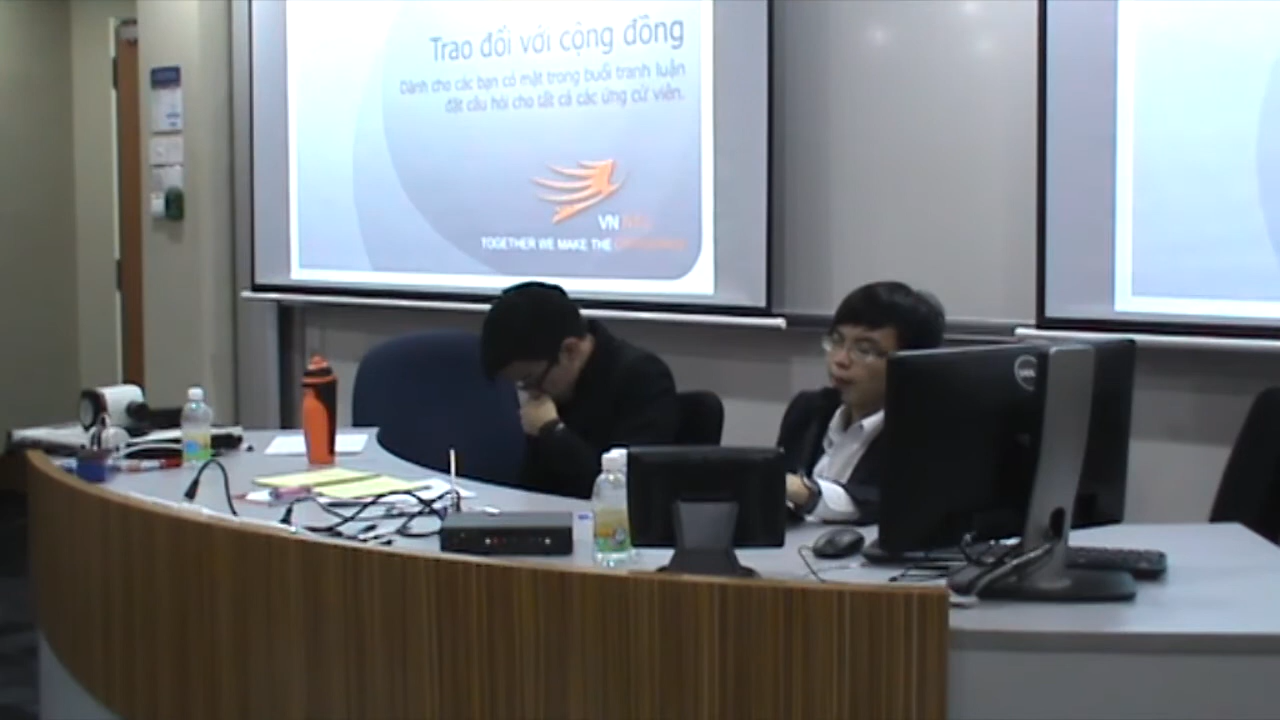 Trao đổi với cộng đồng
Dành cho các bạn có mặt trong buổi tranh luận
đặt câu hỏi cho tất cả các ứng cử viên.
VN
TOGETHER WE MAKE THE
DELL